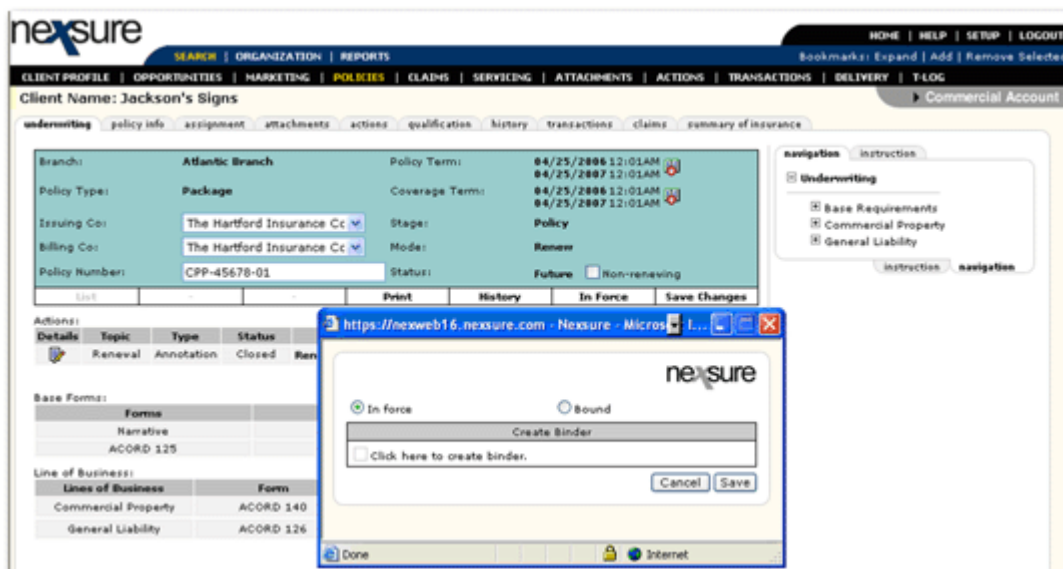 nexsure
HOME | HELP | SETUP | LOGOUT
SEARCH | ORGANIZATION | REPORTS
Bookmarks: Expand | Add | Remove Selecte
CLIENT PROFILE | OPPORTUNITIES | MARKETING | POLICIES | CLAIMS | SERVICING | ATTACHMENTS | ACTIONS | TRANSACTIONS | DELIVERY | T-LOG
Client Name: Jackson's Signs
Commercial Account
underwriting policy info assignment attachments actions qualification history transactions claims summary of insurance
navigation instruction
Branch: Atlantic Branch Policy Term: 04/25/2006 12:01AM
04/25/2007 12:01AM
Underwriting
Policy Type: Package Coverage Term: 04/25/2006 12:01AM
04/25/2007 12:01AM
Base Requirements
Commercial Property
General Liability
Issuing Co: The Hartford Insurance Cc Stage: Policy
Billing Co: The Hartford Insurance Cc Mode: Renew
Policy Number: CPP-45678-01 Status: Future Non-renewing
instruction navigation
List - - Print History In Force Save Changes
Actions:
Details Topic Type Status
Renewal Annotation Closed Ren
https://nexweb16.nexsure.com - Nexsure - Micros I...
nexsure
In force Bound
Create Binder
Click here to create binder.
Cancel Save
Done Internet
Base Forms:
Forms
Narrative
ACORD 125
Line of Business:
Lines of Business Form
Commercial Property ACORD 140
General Liability ACORD 126